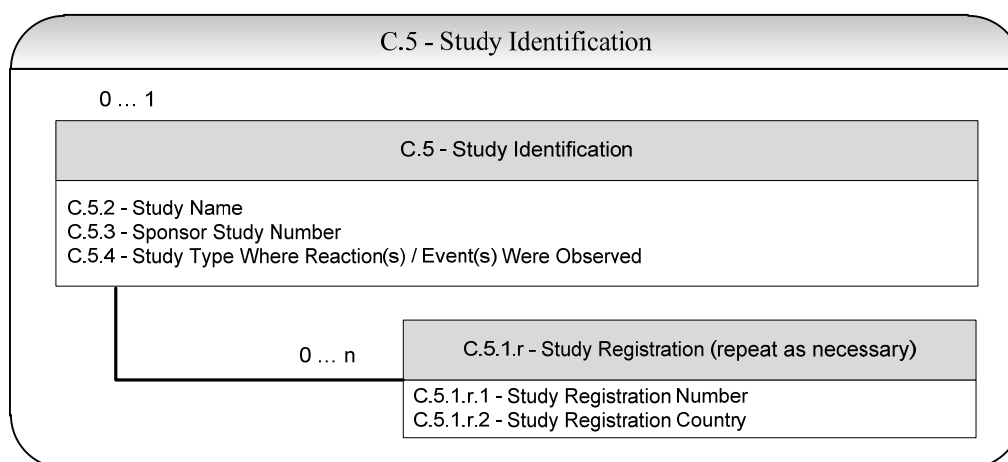 C.5 - Study Identification
0 ... 1
C.5 - Study Identification
C.5.2 - Study Name
C.5.3 - Sponsor Study Number
C.5.4 - Study Type Where Reaction(s) / Event(s) Were Observed
0 ... n
C.5.1.r - Study Registration (repeat as necessary)
C.5.1.r.1 - Study Registration Number
C.5.1.r.2 - Study Registration Country